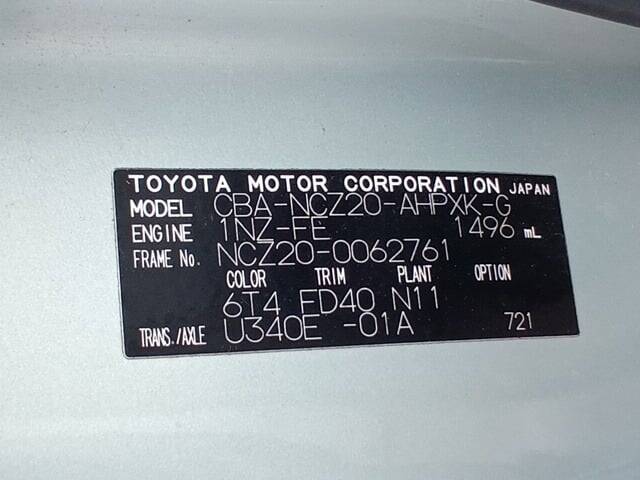 TOYOTA MOTOR CORPORATION JAPAN
MODEL CBA-NCZ20-AHPXK-G
ENGINE 1NZ-FE 1496 mL
FRAME No. NCZ20-0062761
COLOR TRIM PLANT OPTION
6T4 FD40 N11
TRANS./AXLE U340E -01A 721